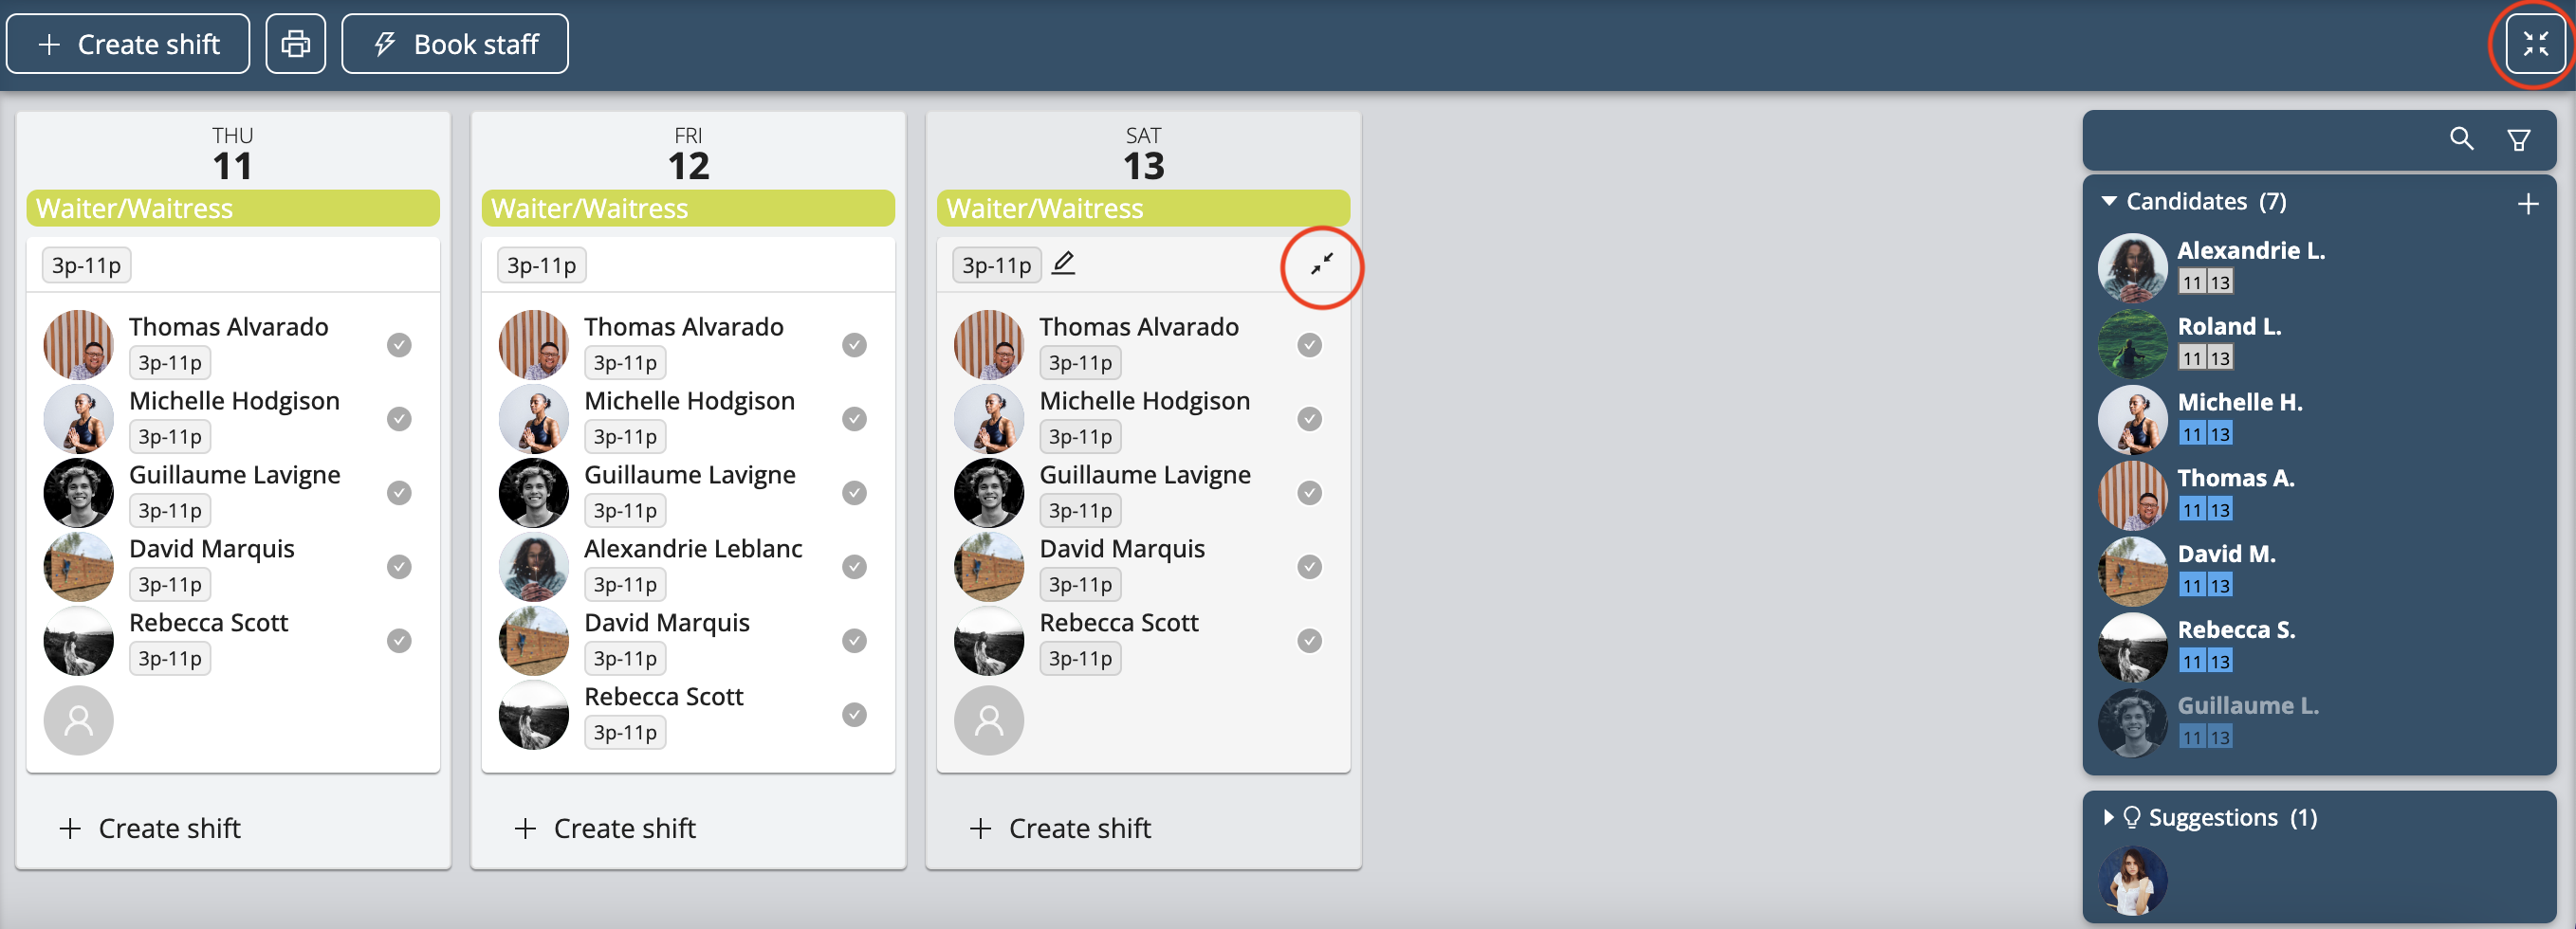 Create shift
Book staff
THU
11
Waiter/Waitress
3p-11p
Thomas Alvarado
3p-11p
Michelle Hodgison
3p-11p
Guillaume Lavigne
3p-11p
David Marquis
3p-11p
Rebecca Scott
3p-11p
Create shift
FRI
12
Waiter/Waitress
3p-11p
Thomas Alvarado
3p-11p
Michelle Hodgison
3p-11p
Guillaume Lavigne
3p-11p
Alexandrie Leblanc
3p-11p
David Marquis
3p-11p
Rebecca Scott
3p-11p
Create shift
SAT
13
Waiter/Waitress
3p-11p
Thomas Alvarado
3p-11p
Michelle Hodgison
3p-11p
Guillaume Lavigne
3p-11p
David Marquis
3p-11p
Rebecca Scott
3p-11p
Create shift
Candidates (7)
Alexandrie L.
11 13
Roland L.
11 13
Michelle H.
11 13
Thomas A.
11 13
David M.
11 13
Rebecca S.
11 13
Guillaume L.
11 13
Suggestions (1)